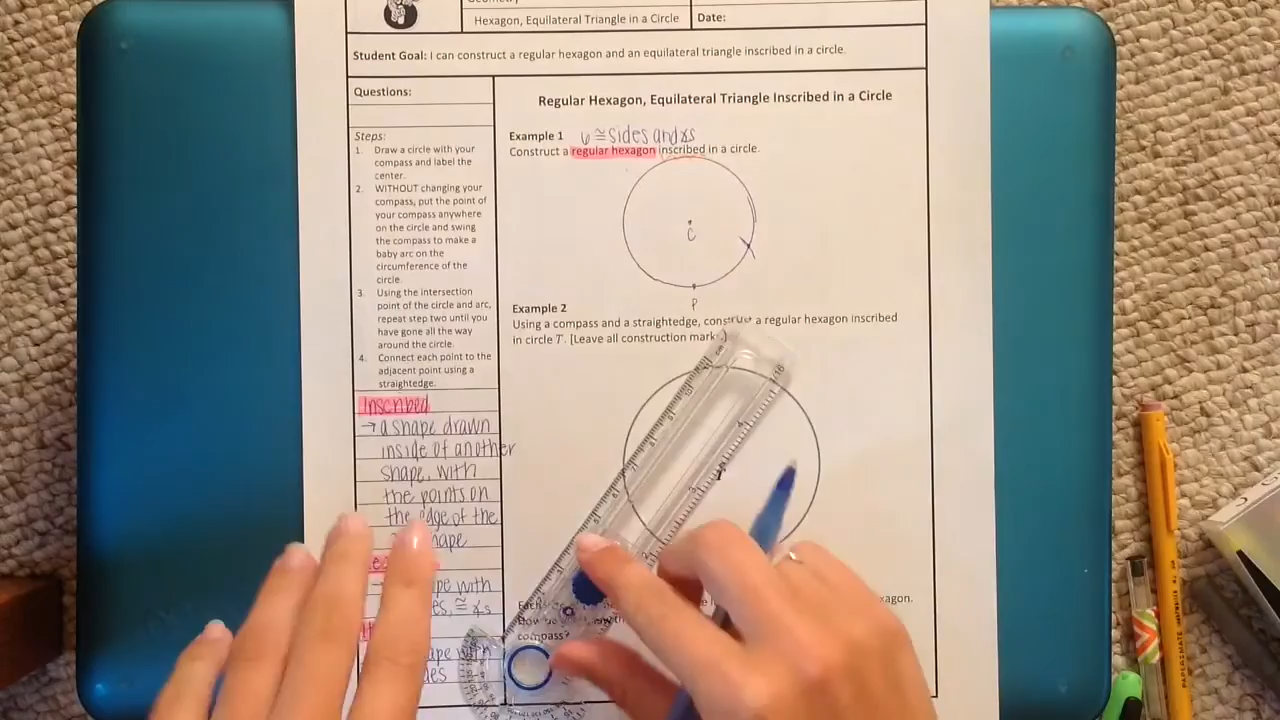 Hexagon, Equilateral Triangle in a Circle
Date:
Student Goal: I can construct a regular hexagon and an equilateral triangle inscribed in a circle.
Questions:
Steps:
1. Draw a circle with your
compass and label the
center.
2. WITHOUT changing your
compass, put the point of
your compass anywhere
on the circle and swing
the compass to make a
baby arc on the
circumference of the
circle.
3. Using the intersection
point of the circle and arc,
repeat step two until you
have gone all the way
around the circle.
4. Connect each point to the
adjacent point using a
straightedge.
Inscribed
→ a shape drawn
inside of another
shape, with
the points on
the edge of the
Regular Hexagon, Equilateral Triangle Inscribed in a Circle
Example 1
≅ sides and ∡s
Construct a regular hexagon inscribed in a circle.
C
P
Example 2
Using a compass and a straightedge, construct a regular hexagon inscribed
in circle T. [Leave all construction marks.]
compass?